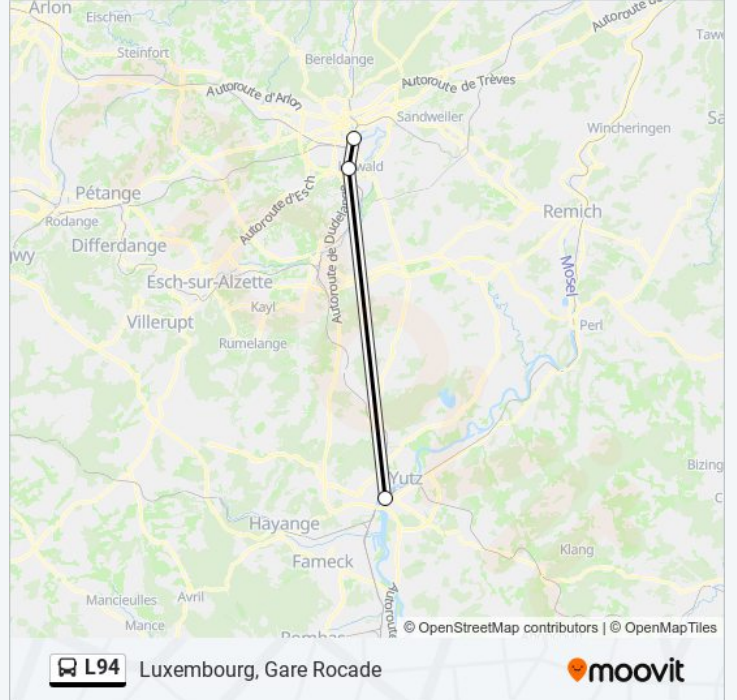 Arlon
Eischen
Autoroute de
Steinfort
Bereldange
Autoroute d'Arlon
Autoroute de Trèves
Sandweiler
Wincheringen
wald
Pétange
Autoroute d'Esch
Rodange
Remich
Differdange
gwy
Autoroute de Dudelange
Mosel
Esch-sur-Alzette
Kayl
Villerupt
Perl
Rumelange
Yutz
Bizing
Hayange
Klang
Fameck
Avril
Mancieulles
Autoroute
Mance
© OpenStreetMap contributors | © OpenMapTiles
L94 Luxembourg, Gare Rocade moovit